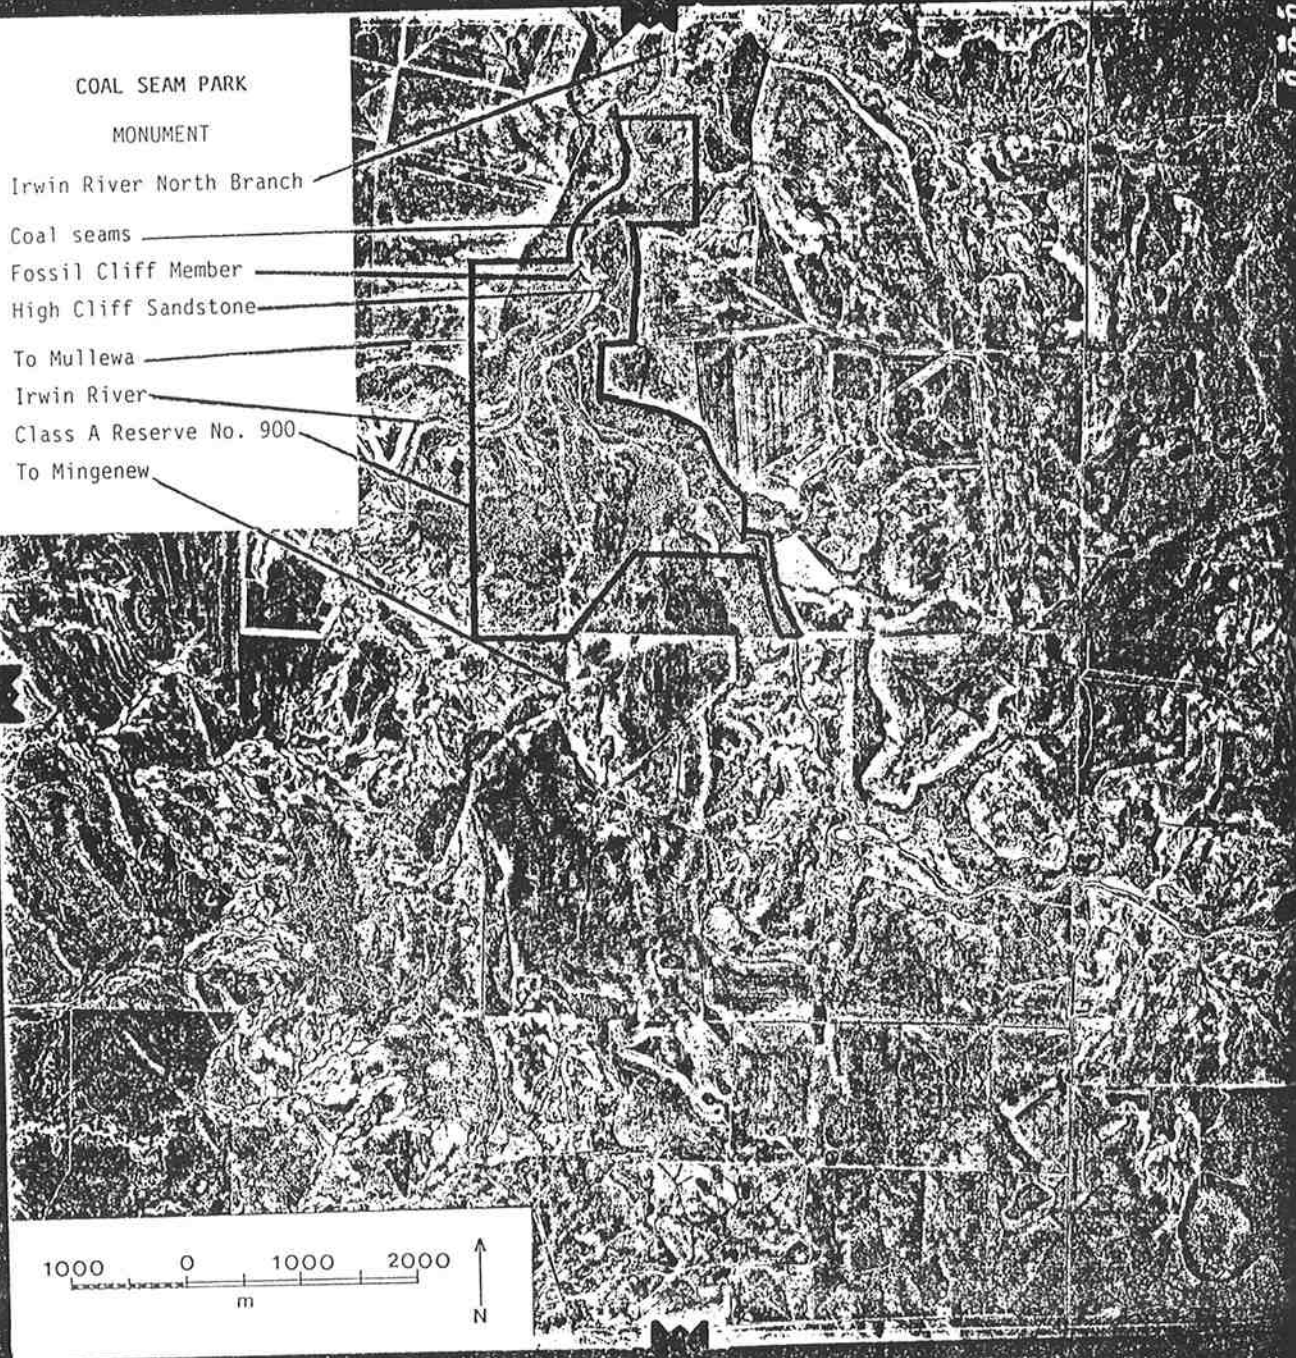 COAL SEAM PARK
MONUMENT
Irwin River North Branch
Coal seams
Fossil Cliff Member
High Cliff Sandstone
To Mullewa
Irwin River
Class A Reserve No. 900
To Mingenew
1000 0 1000 2000
m
N